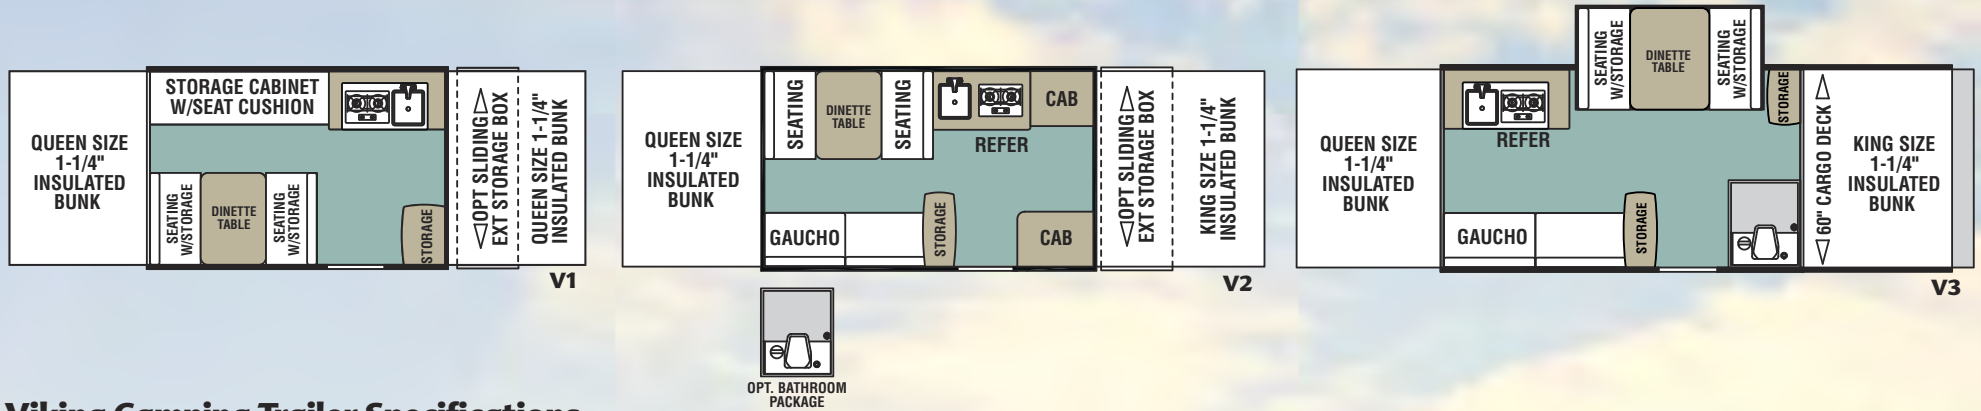 QUEEN SIZE
1-1/4"
INSULATED
BUNK
STORAGE CABINET
W/SEAT CUSHION
SEATING
W/STORAGE
DINETTE
TABLE
SEATING
W/STORAGE
STORAGE
OPT SLIDING
EXT STORAGE BOX
QUEEN SIZE 1-1/4"
INSULATED BUNK
V1
QUEEN SIZE
1-1/4"
INSULATED
BUNK
SEATING
DINETTE
TABLE
SEATING
CAB
REFER
GAUCHO
STORAGE
CAB
OPT SLIDING
EXT STORAGE BOX
KING SIZE 1-1/4"
INSULATED BUNK
V2
OPT. BATHROOM
PACKAGE
QUEEN SIZE
1-1/4"
INSULATED
BUNK
SEATING
W/STORAGE
DINETTE
TABLE
SEATING
W/STORAGE
STORAGE
REFER
GAUCHO
STORAGE
60" CARGO DECK
KING SIZE
1-1/4"
INSULATED
BUNK
V3
Viking Camping Trailer Specifications